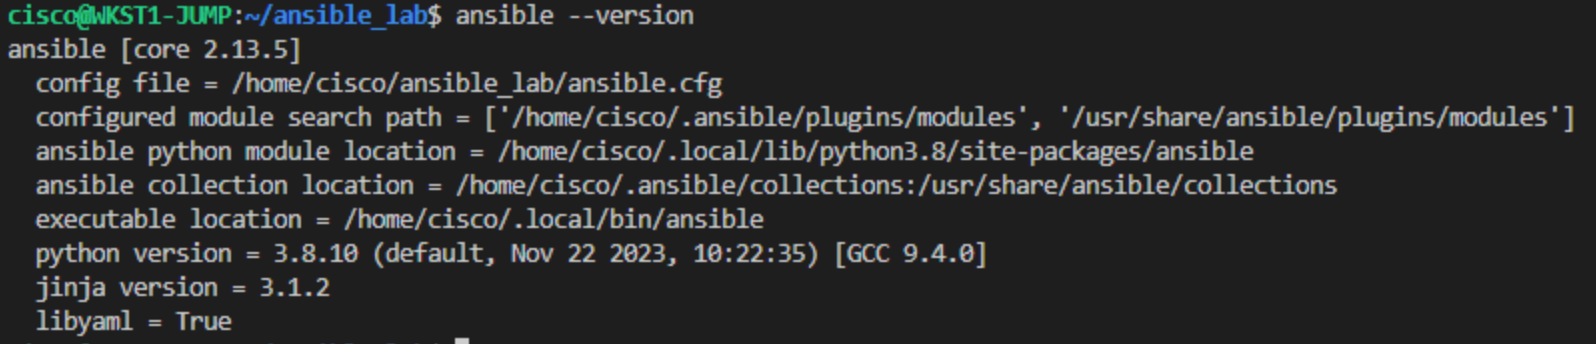 cisco@WKST1-JUMP:~/ansible_lab$ ansible --version
ansible [core 2.13.5]
  config file = /home/cisco/ansible_lab/ansible.cfg
  configured module search path = ['/home/cisco/.ansible/plugins/modules', '/usr/share/ansible/plugins/modules']
  ansible python module location = /home/cisco/.local/lib/python3.8/site-packages/ansible
  ansible collection location = /home/cisco/.ansible/collections:/usr/share/ansible/collections
  executable location = /home/cisco/.local/bin/ansible
  python version = 3.8.10 (default, Nov 22 2023, 10:22:35) [GCC 9.4.0]
  jinja version = 3.1.2
  libyaml = True